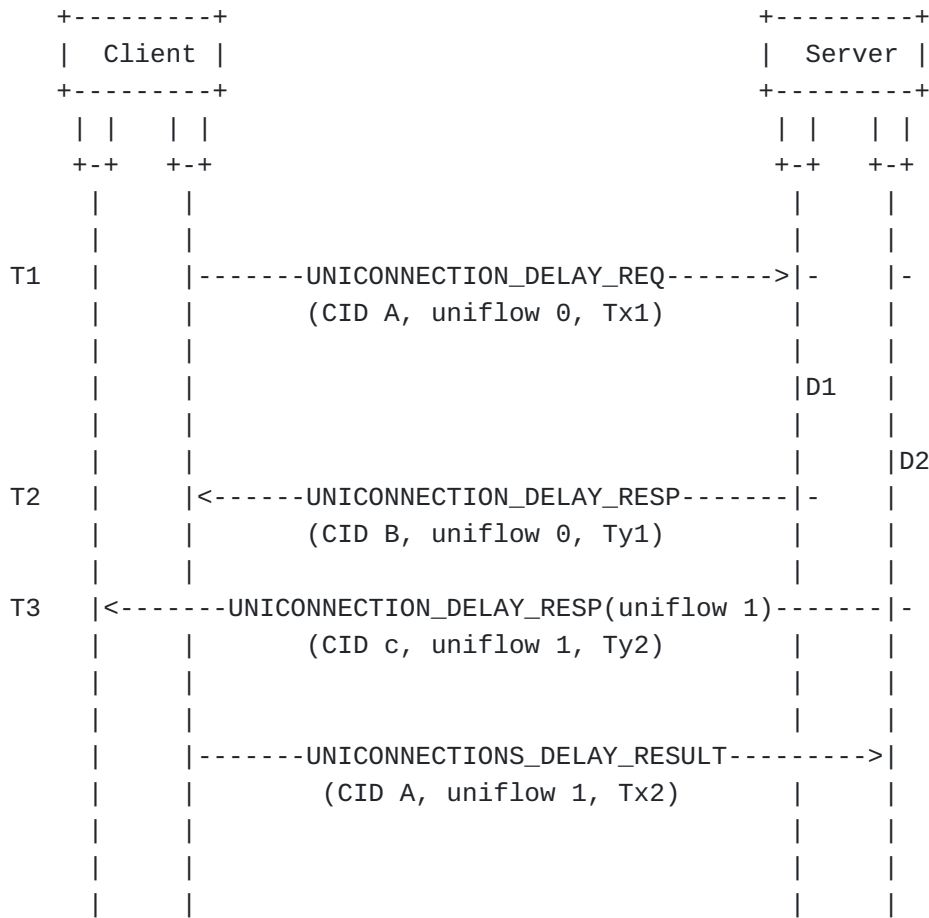 Client Server
T1 UNICONNECTION_DELAY_REQ
(CID A, uniflow 0, Tx1)
D1
D2
T2 UNICONNECTION_DELAY_RESP
(CID B, uniflow 0, Ty1)
T3 UNICONNECTION_DELAY_RESP(uniflow 1)
(CID c, uniflow 1, Ty2)
UNICONNECTIONS_DELAY_RESULT
(CID A, uniflow 1, Tx2)